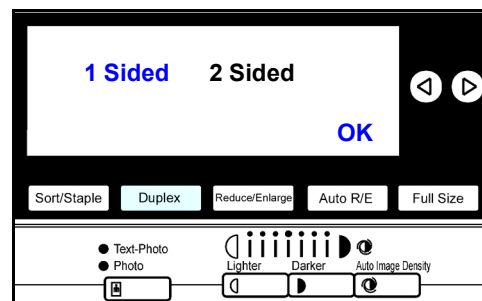 1 Sided 2 Sided
OK
Sort/Staple Duplex Reduce/Enlarge Auto R/E Full Size
Text-Photo
Photo
Lighter Darker Auto Image Density